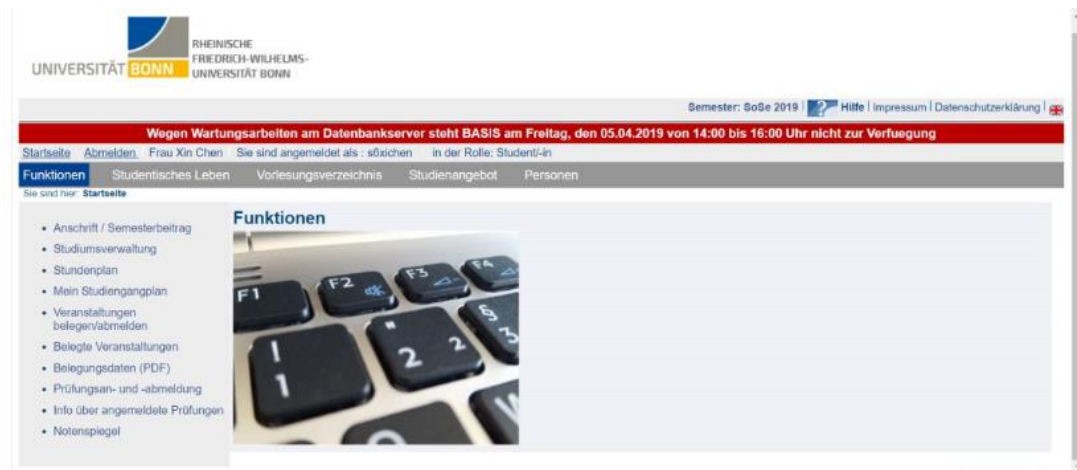 RHEINISCHE
FRIEDRICH-WILHELMS-
UNIVERSITÄT BONN
UNIVERSITÄT BONN
Semester: SoSe 2019 | ? Hilfe | Impressum | Datenschutzerklärung |
Wegen Wartungsarbeiten am Datenbankserver steht BASIS am Freitag, den 05.04.2019 von 14:00 bis 16:00 Uhr nicht zur Verfuegung
Startseite Abmelden Frau Xin Chen Sie sind angemeldet als : s6xichen in der Rolle: Student/-in
Funktionen Studentisches Leben Vorlesungsverzeichnis Studienangebot Personen
Sie sind hier: Startseite
Funktionen
• Anschrift / Semesterbeitrag
• Studiumsverwaltung
• Stundenplan
• Mein Studiengangplan
• Veranstaltungen
belegen/abmelden
• Belegte Veranstaltungen
• Belegungsdaten (PDF)
• Prüfungsan- und -abmeldung
• Info über angemeldete Prüfungen
• Notenspiegel
F1 F2 F3 F4
! 1 " 2 2 § 3